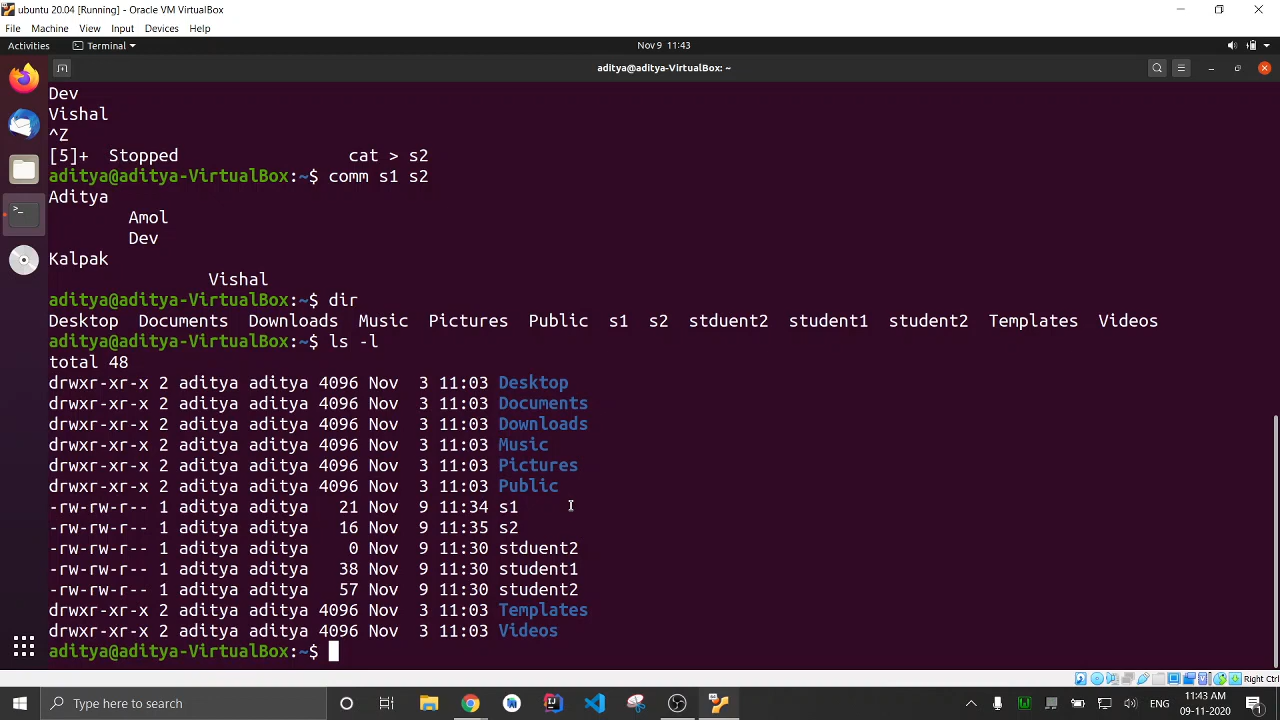 ubuntu 20.04 [Running] - Oracle VM VirtualBox
File Machine View Input Devices Help
Activities Terminal Nov 9 11:43
aditya@aditya-VirtualBox: ~
Dev
Vishal
^Z
[5]+  Stopped                 cat > s2
aditya@aditya-VirtualBox:~$ comm s1 s2
Aditya
        Amol
        Dev
Kalpak
                Vishal
aditya@aditya-VirtualBox:~$ dir
Desktop  Documents  Downloads  Music  Pictures  Public  s1  s2  stduent2  student1  student2  Templates  Videos
aditya@aditya-VirtualBox:~$ ls -l
total 48
drwxr-xr-x 2 aditya aditya 4096 Nov  3 11:03 Desktop
drwxr-xr-x 2 aditya aditya 4096 Nov  3 11:03 Documents
drwxr-xr-x 2 aditya aditya 4096 Nov  3 11:03 Downloads
drwxr-xr-x 2 aditya aditya 4096 Nov  3 11:03 Music
drwxr-xr-x 2 aditya aditya 4096 Nov  3 11:03 Pictures
drwxr-xr-x 2 aditya aditya 4096 Nov  3 11:03 Public
-rw-rw-r-- 1 aditya aditya   21 Nov  9 11:34 s1
-rw-rw-r-- 1 aditya aditya   16 Nov  9 11:35 s2
-rw-rw-r-- 1 aditya aditya    0 Nov  9 11:30 stduent2
-rw-rw-r-- 1 aditya aditya   38 Nov  9 11:30 student1
-rw-rw-r-- 1 aditya aditya   57 Nov  9 11:30 student2
drwxr-xr-x 2 aditya aditya 4096 Nov  3 11:03 Templates
drwxr-xr-x 2 aditya aditya 4096 Nov  3 11:03 Videos
aditya@aditya-VirtualBox:~$
Right Ctrl
Type here to search
ENG
11:43 AM
09-11-2020